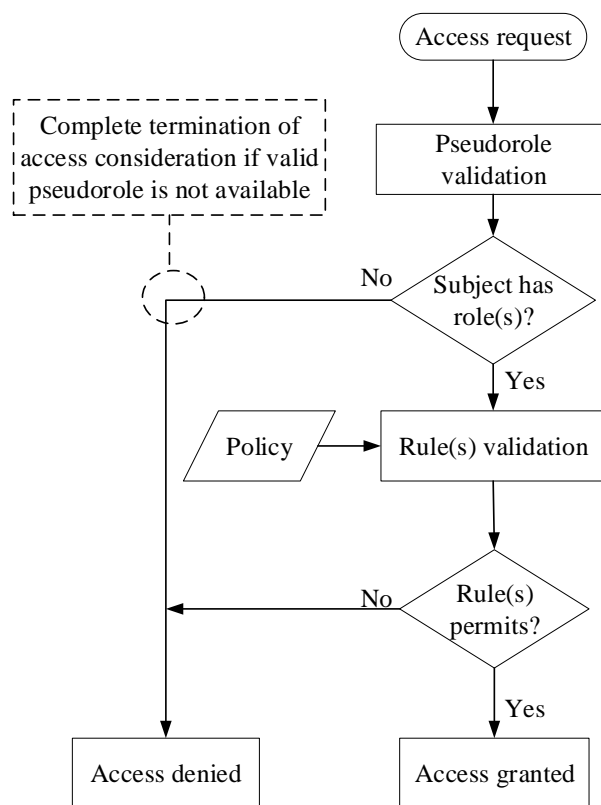 Access request
Complete termination of
access consideration if valid
pseudorole is not available
Pseudorole
validation
No
Subject has
role(s)?
Yes
Policy
Rule(s) validation
No
Rule(s)
permits?
Yes
Access denied
Access granted